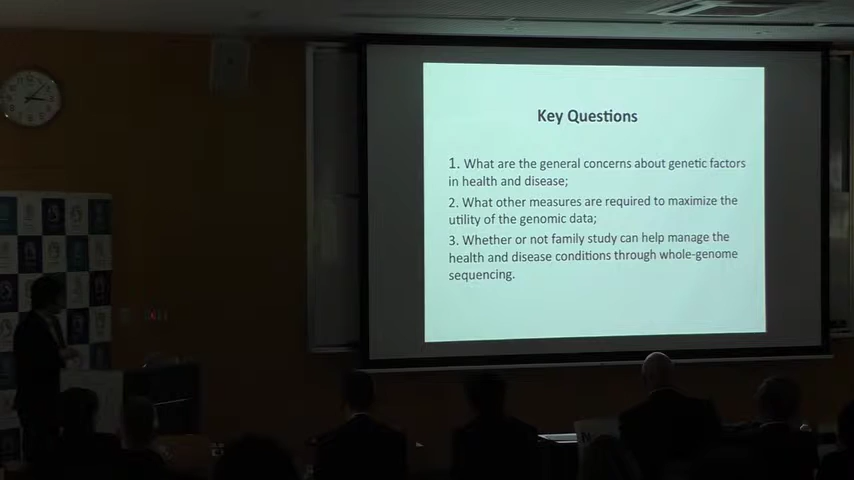 Key Questions
1. What are the general concerns about genetic factors
in health and disease;
2. What other measures are required to maximize the
utility of the genomic data;
3. Whether or not family study can help manage the
health and disease conditions through whole-genome
sequencing.